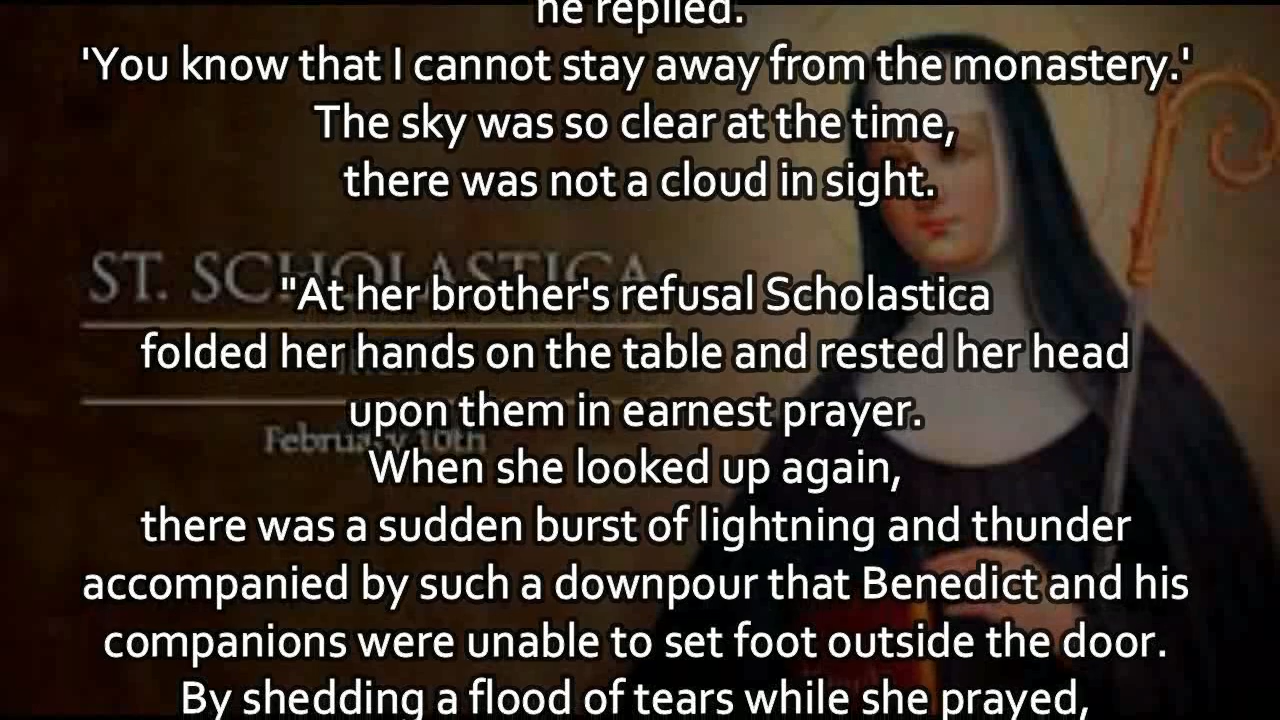 he replied.
'You know that I cannot stay away from the monastery.'
The sky was so clear at the time,
there was not a cloud in sight.
ST. SCHOLASTICA
"At her brother's refusal Scholastica
folded her hands on the table and rested her head
upon them in earnest prayer.
February 10th
When she looked up again,
there was a sudden burst of lightning and thunder
accompanied by such a downpour that Benedict and his
companions were unable to set foot outside the door.
By shedding a flood of tears while she prayed,